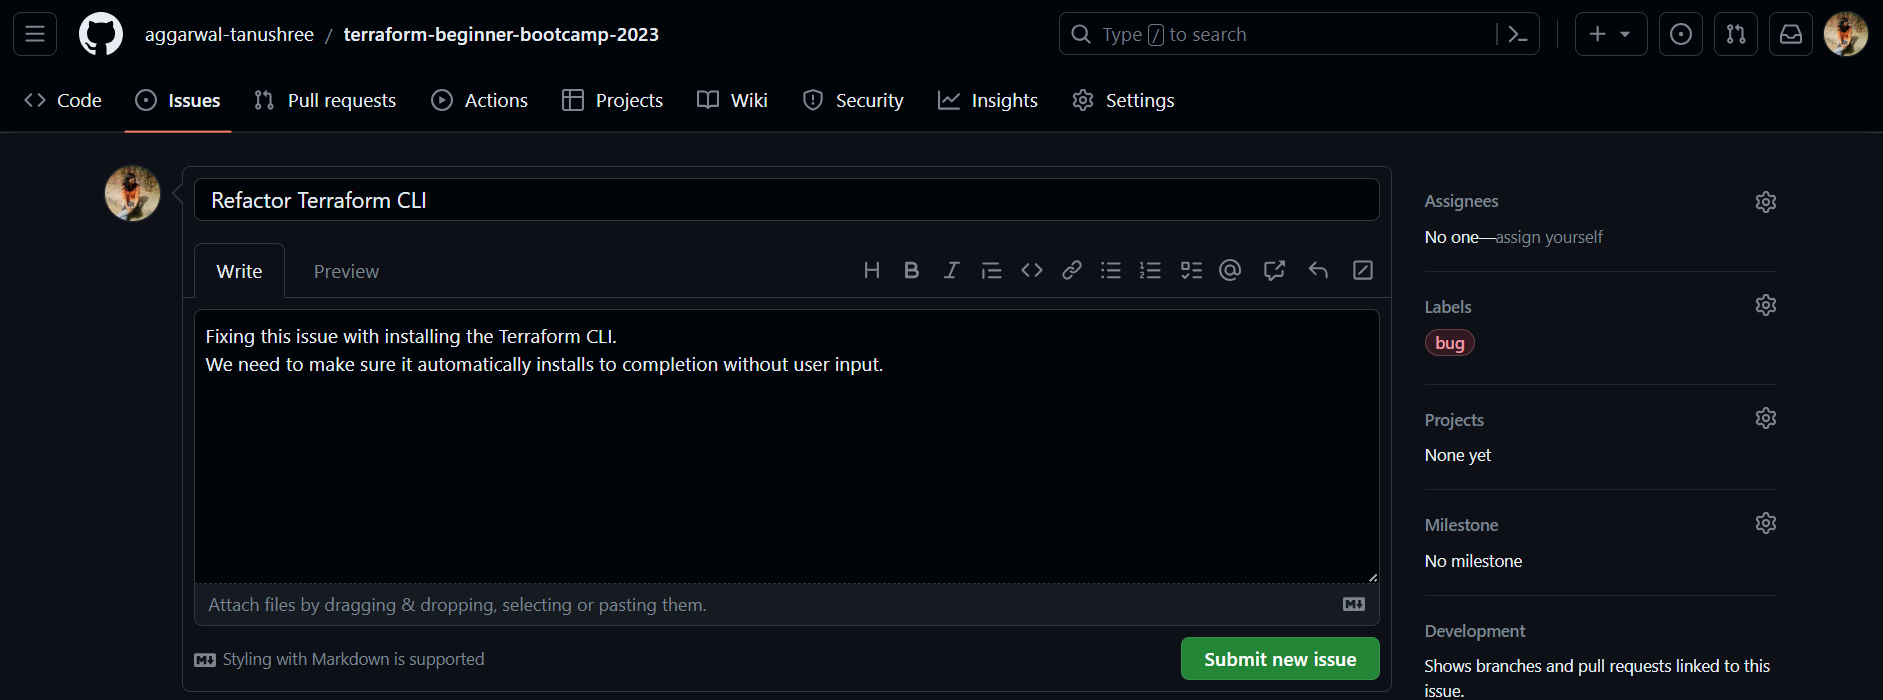 aggarwal-tanushree / terraform-beginner-bootcamp-2023
Type / to search
Code
Issues
Pull requests
Actions
Projects
Wiki
Security
Insights
Settings
Refactor Terraform CLI
Write
Preview
Fixing this issue with installing the Terraform CLI.
We need to make sure it automatically installs to completion without user input.
Attach files by dragging & dropping, selecting or pasting them.
Styling with Markdown is supported
Submit new issue
Assignees
No one—assign yourself
Labels
bug
Projects
None yet
Milestone
No milestone
Development
Shows branches and pull requests linked to this
issue.